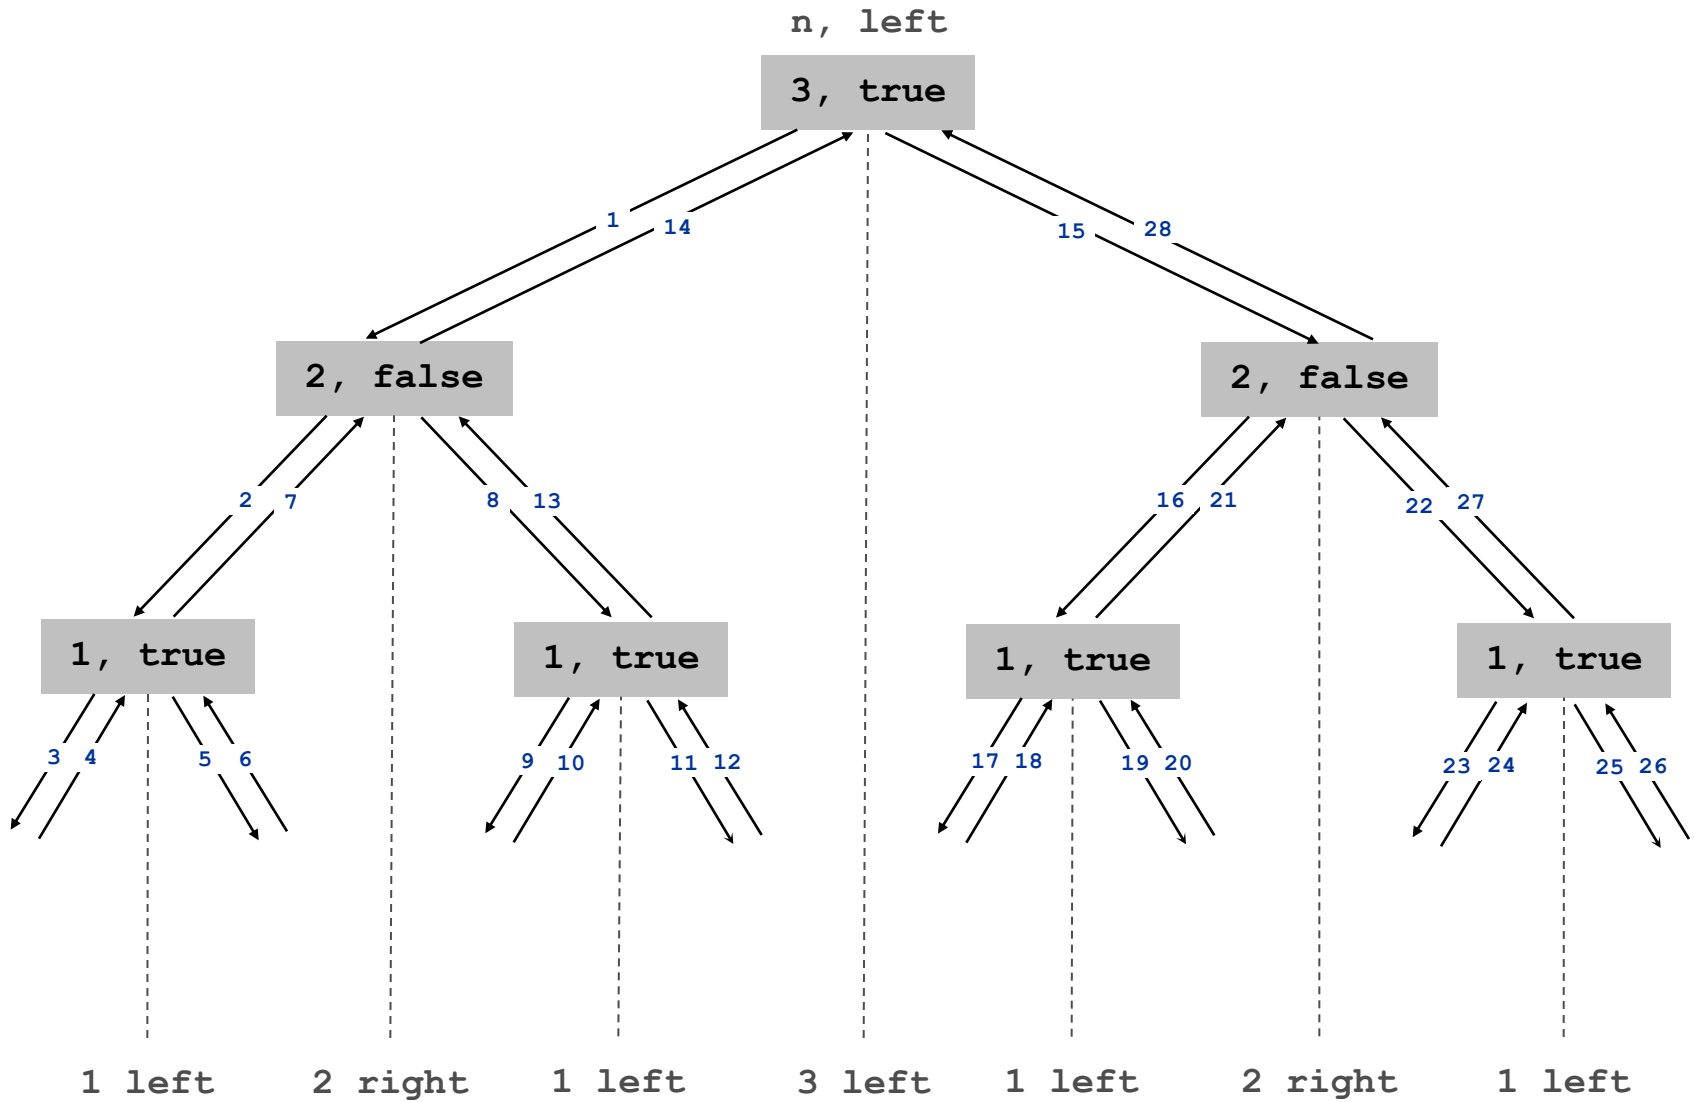 n, left
3, true
1
14
15
28
2, false
2, false
2
7
8
13
16
21
22
27
1, true
1, true
1, true
1, true
3
4
5
6
9
10
11
12
17
18
19
20
23
24
25
26
1 left
2 right
1 left
3 left
1 left
2 right
1 left